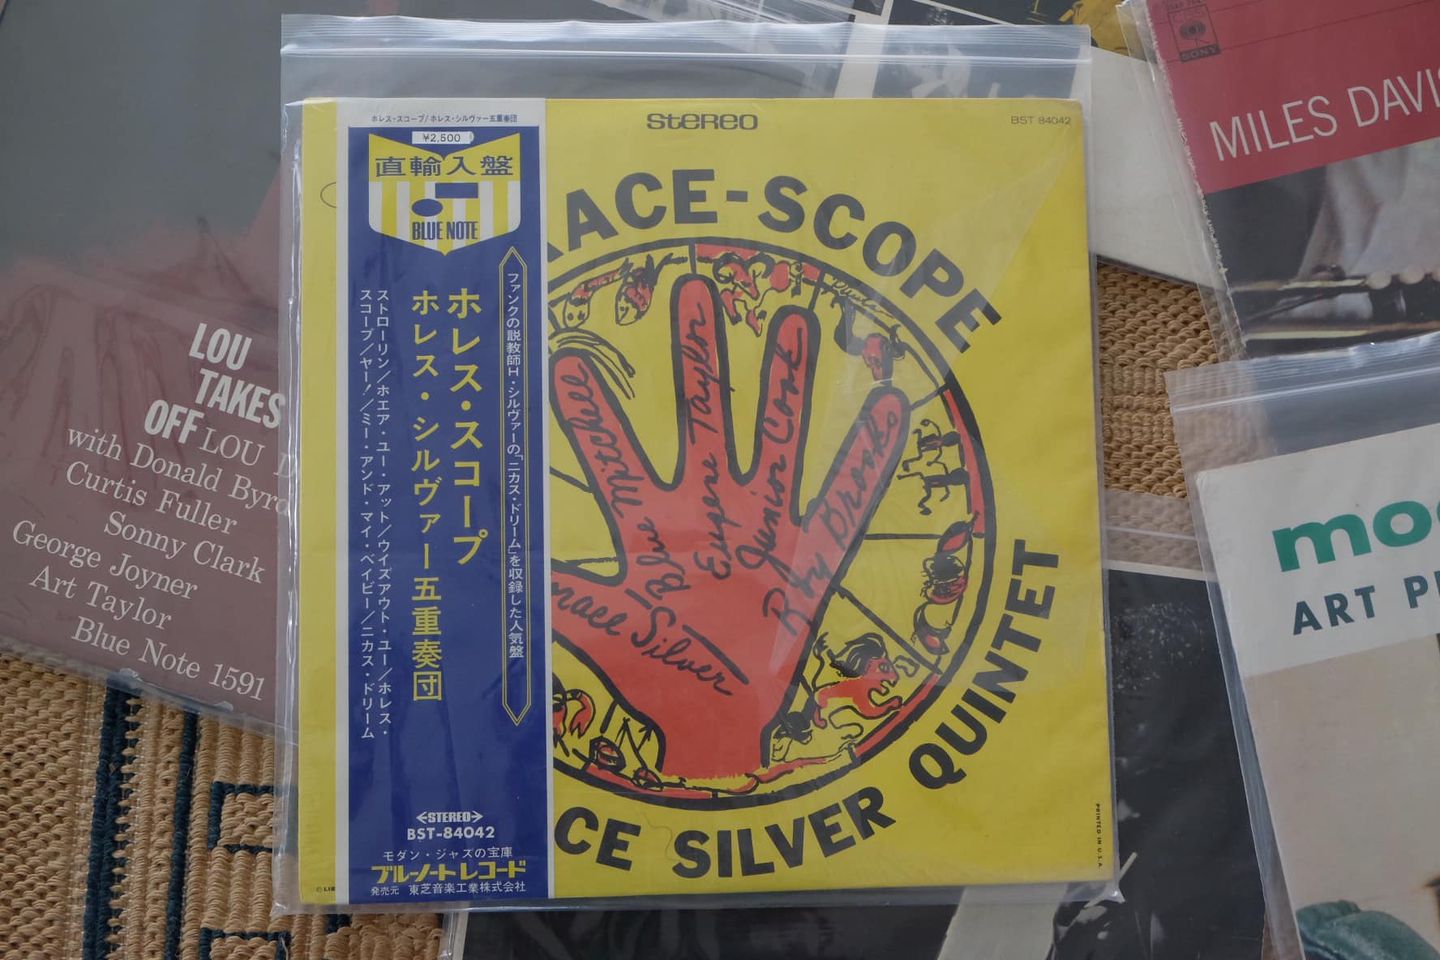 ホレス・スコープ/ホレス・シルヴァー五重奏団
¥2,500
直輸入盤
BLUE NOTE
ファンクの説教師H・シルヴァーの「ニカス・ドリーム」を収録した人気盤
ホレス・スコープ
ホレス・シルヴァー五重奏団
ストローリン/ホエア・ユー・アット/ウイズアウト・ユー/ホレス・
スコープ/ヤー!/ミー・アンド・マイ・ベイビー/ニカス・ドリーム
STEREO
BST-84042
モダン・ジャズの宝庫
ブルーノートレコード
発売元 東芝音楽工業株式会社
stereo
BST 84042
RACE-SCOPE
Blue Mitchell
Eugene Taylor
Junior Cook
Roy Brooks
Horace Silver
ACE SILVER QUINTET
PRINTED IN U.S.A.
© LIB
LOU
TAKES
OFF LOU
with Donald Byrd
Curtis Fuller
Sonny Clark
George Joyner
Art Taylor
Blue Note 1591
SONY
MILES DAVIS
mo
ART P